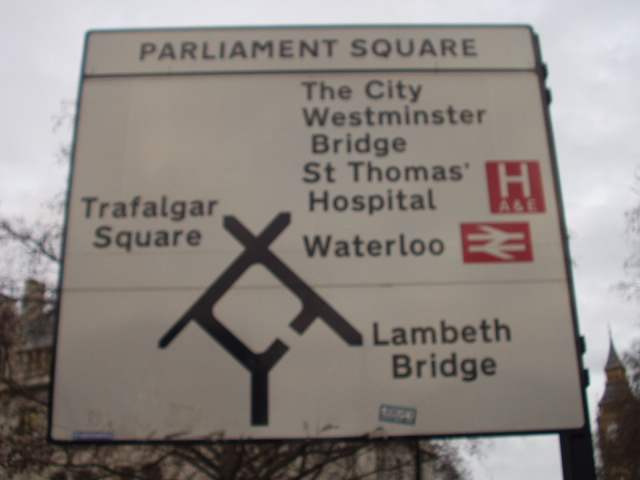 PARLIAMENT SQUARE
The City
Westminster
Bridge
St Thomas'
Hospital
H
A&E
Trafalgar
Square
Waterloo
Lambeth
Bridge